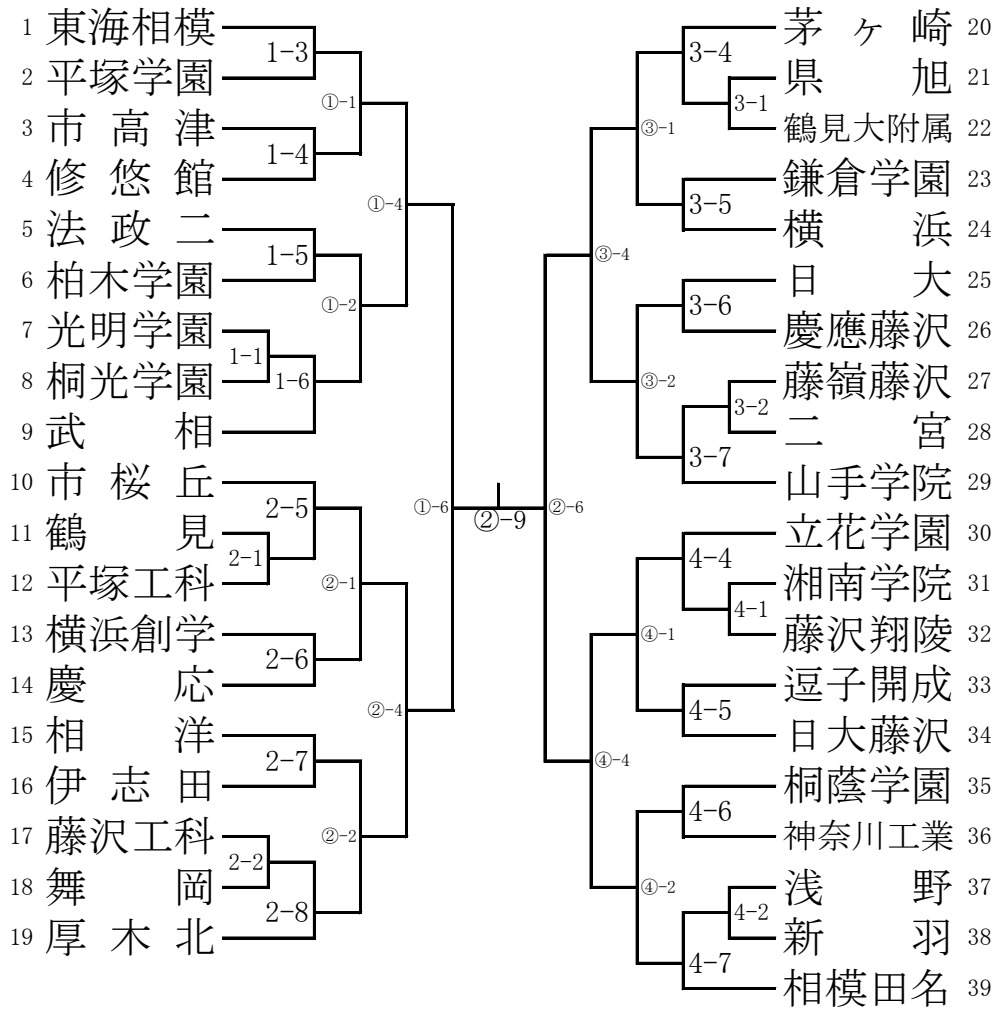 1 東海相模
2 平塚学園
3 市高津
4 修悠館
5 法政二
6 柏木学園
7 光明学園
8 桐光学園
9 武相
10 市桜丘
11 鶴見
12 平塚工科
13 横浜創学
14 慶応
15 相洋
16 伊志田
17 藤沢工科
18 舞岡
19 厚木北
1-3
1-4
1-5
1-1
1-6
2-5
2-1
2-6
2-7
2-2
2-8
①-1
①-2
②-1
②-2
①-4
②-4
①-6
②-9
②-6
③-4
④-4
③-1
③-2
④-1
④-2
3-4
3-1
3-5
3-6
3-2
3-7
4-4
4-1
4-5
4-6
4-2
4-7
茅ヶ崎 20
県旭 21
鶴見大附属 22
鎌倉学園 23
横浜 24
日大 25
慶應藤沢 26
藤嶺藤沢 27
二宮 28
山手学院 29
立花学園 30
湘南学院 31
藤沢翔陵 32
逗子開成 33
日大藤沢 34
桐蔭学園 35
神奈川工業 36
浅野 37
新羽 38
相模田名 39